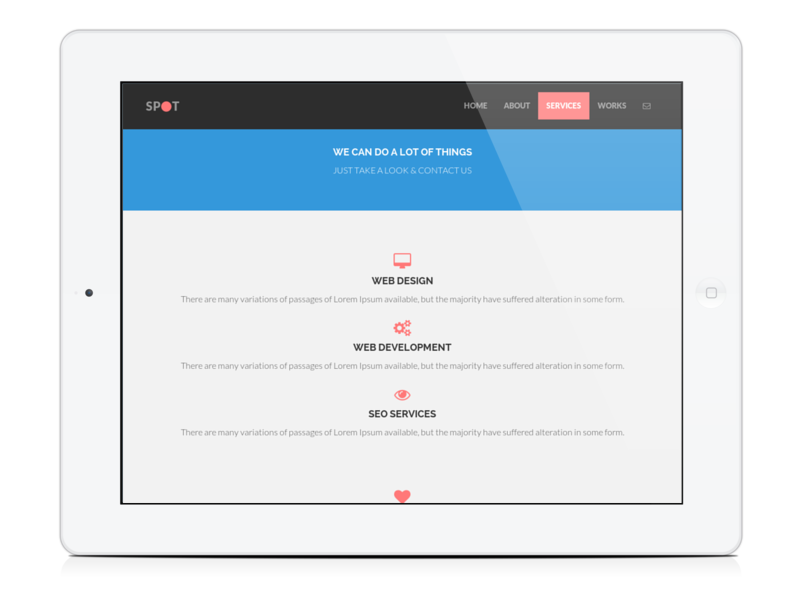 SPOT
HOME ABOUT SERVICES WORKS
WE CAN DO A LOT OF THINGS
JUST TAKE A LOOK & CONTACT US
WEB DESIGN
There are many variations of passages of Lorem Ipsum available, but the majority have suffered alteration in some form.
WEB DEVELOPMENT
There are many variations of passages of Lorem Ipsum available, but the majority have suffered alteration in some form.
SEO SERVICES
There are many variations of passages of Lorem Ipsum available, but the majority have suffered alteration in some form.